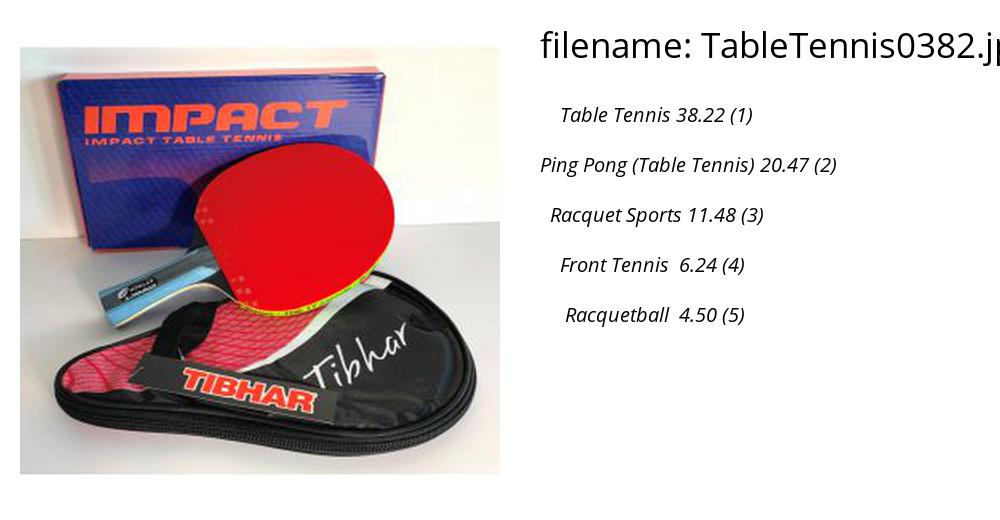 filename: TableTennis0382.j
IMPACT
IMPACT TABLE TENNIS
Tibhar
TIBHAR
Table Tennis 38.22 (1)
Ping Pong (Table Tennis) 20.47 (2)
Racquet Sports 11.48 (3)
Front Tennis 6.24 (4)
Racquetball 4.50 (5)